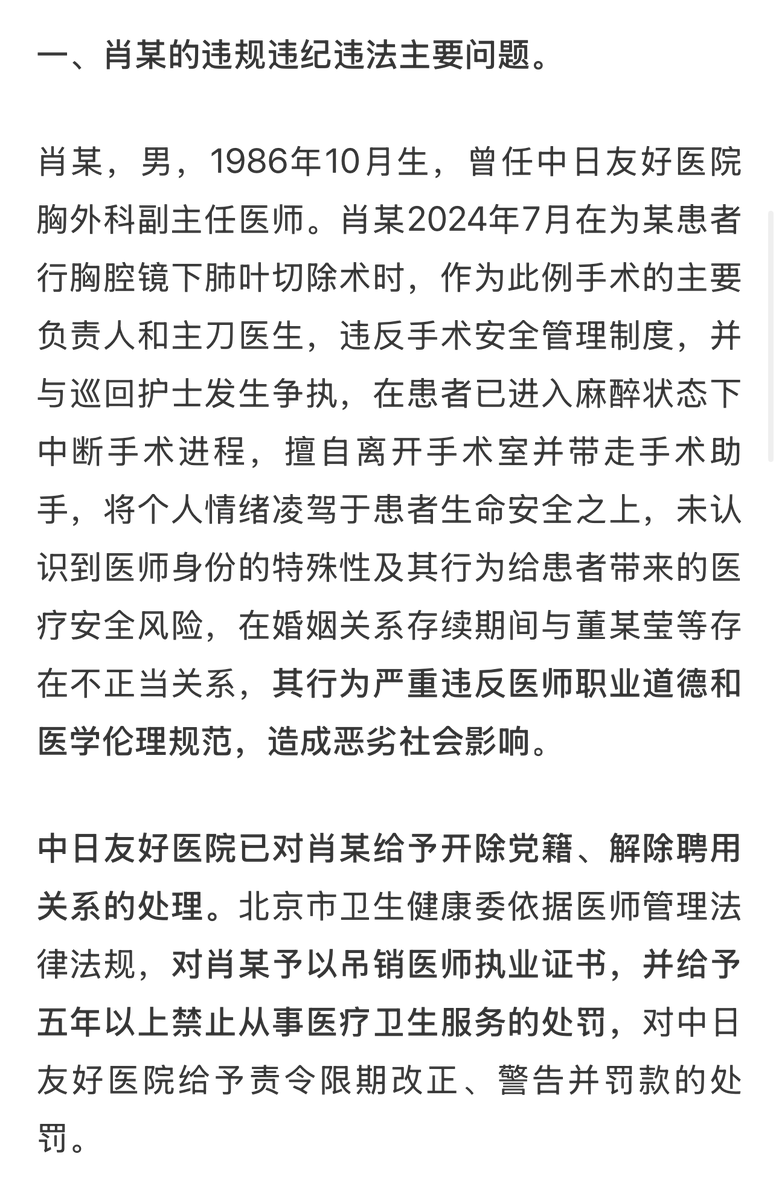 一、肖某的违规违纪违法主要问题。
肖某，男，1986年10月生，曾任中日友好医院
胸外科副主任医师。肖某2024年7月在为某患者
行胸腔镜下肺叶切除术时，作为此例手术的主要
负责人和主刀医生，违反手术安全管理制度，并
与巡回护士发生争执，在患者已进入麻醉状态下
中断手术进程，擅自离开手术室并带走手术助
手，将个人情绪凌驾于患者生命安全之上，未认
识到医师身份的特殊性及其行为给患者带来的医
疗安全风险，在婚姻关系存续期间与董某莹等存
在不正当关系，其行为严重违反医师职业道德和
医学伦理规范，造成恶劣社会影响。
中日友好医院已对肖某给予开除党籍、解除聘用
关系的处理。北京市卫生健康委依据医师管理法
律法规，对肖某予以吊销医师执业证书，并给予
五年以上禁止从事医疗卫生服务的处罚，对中日
友好医院给予责令限期改正、警告并罚款的处
罚。